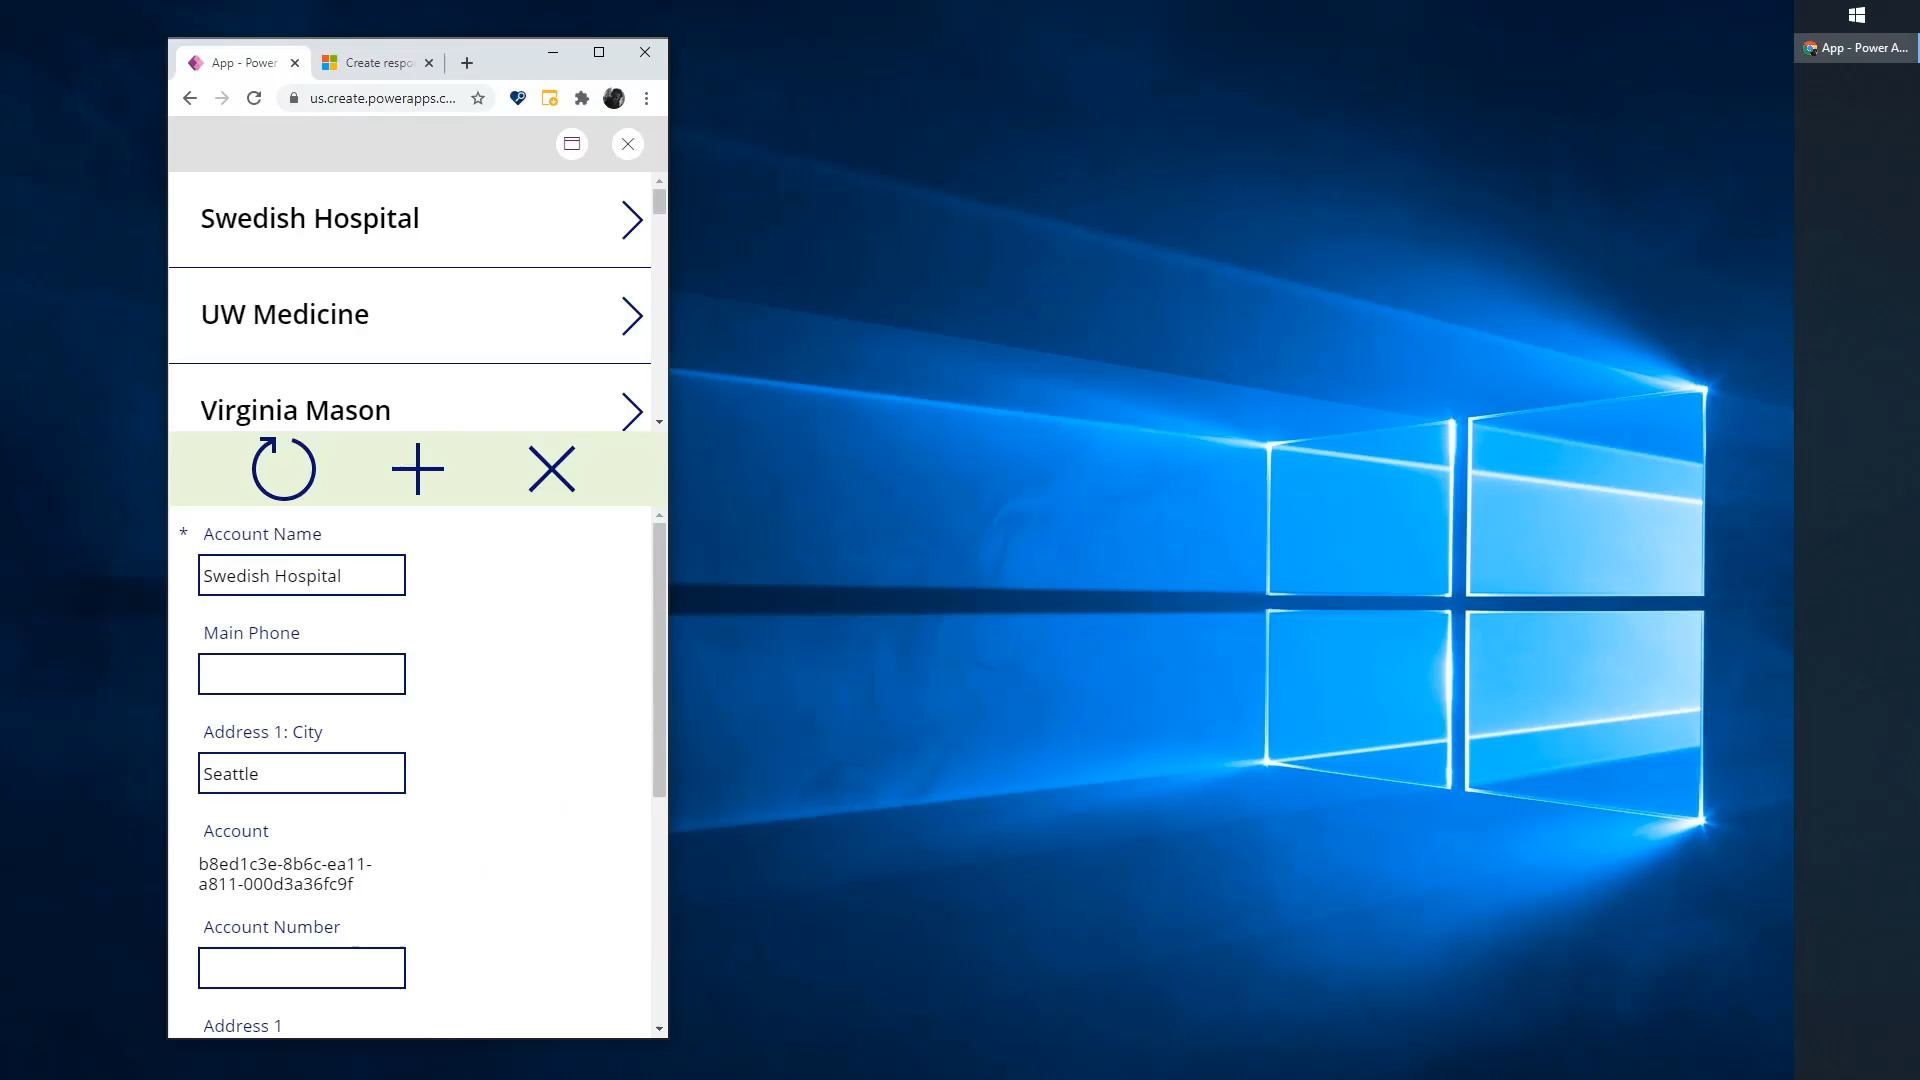 App - Power
Create respo
us.create.powerapps.c...
App - Power A...
Swedish Hospital
UW Medicine
Virginia Mason
* Account Name
Swedish Hospital
Main Phone
Address 1: City
Seattle
Account
b8ed1c3e-8b6c-ea11-
a811-000d3a36fc9f
Account Number
Address 1